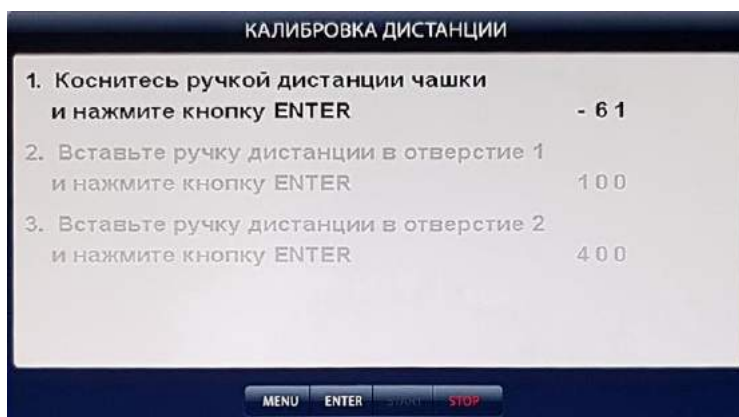 КАЛИБРОВКА ДИСТАНЦИИ
1. Коснитесь ручкой дистанции чашки
и нажмите кнопку ENTER - 61
2. Вставьте ручку дистанции в отверстие 1
и нажмите кнопку ENTER 100
3. Вставьте ручку дистанции в отверстие 2
и нажмите кнопку ENTER 400
MENU ENTER START STOP